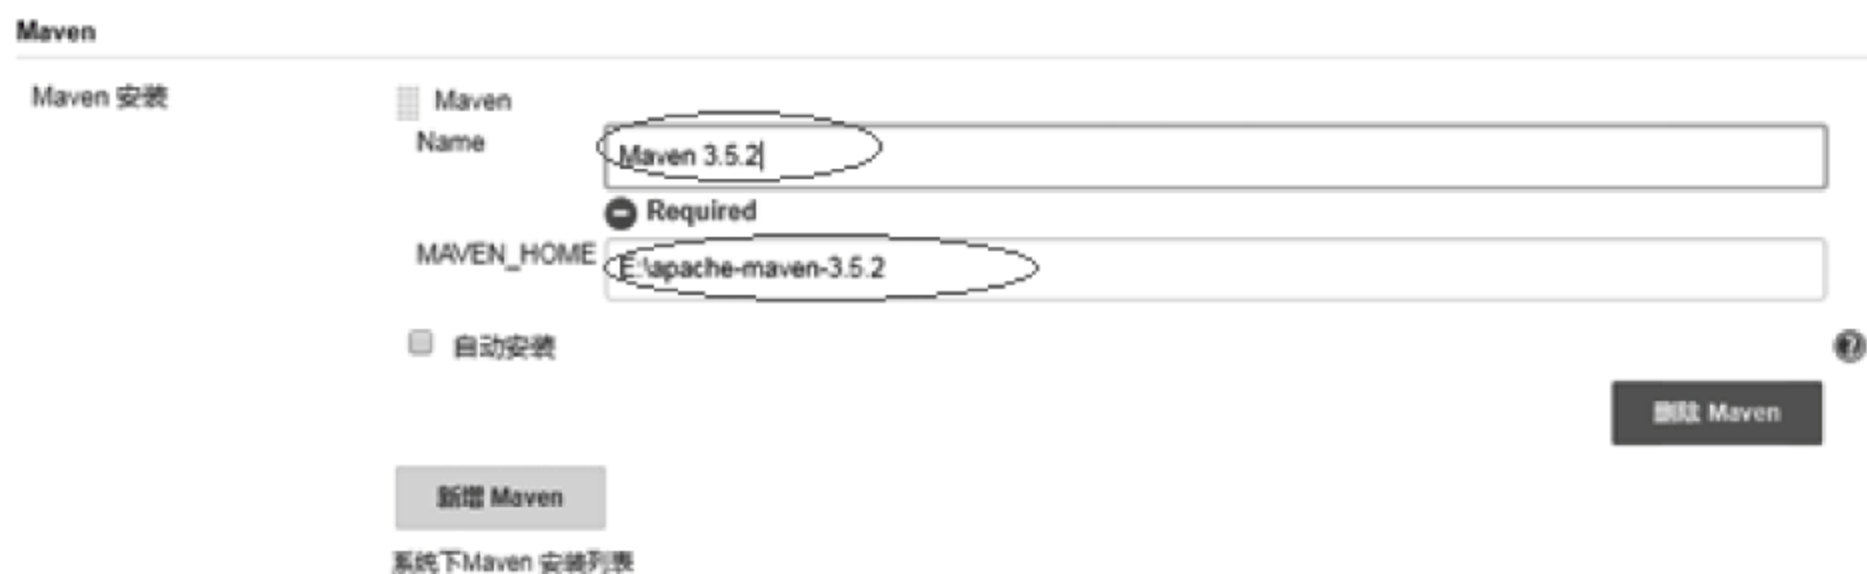 Maven
Maven 安装
Maven
Name
Maven 3.5.2
Required
MAVEN_HOME
E:\apache-maven-3.5.2
自动安装
删除 Maven
新增 Maven
系统下Maven 安装列表